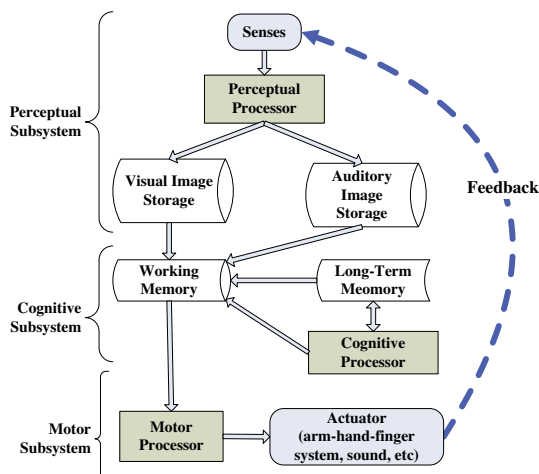 Senses
Perceptual
Processor
Perceptual
Subsystem
Visual Image
Storage
Auditory
Image
Storage
Feedback
Working
Memory
Long-Term
Meomory
Cognitive
Subsystem
Cognitive
Processor
Motor
Subsystem
Motor
Processor
Actuator
(arm-hand-finger
system, sound, etc)